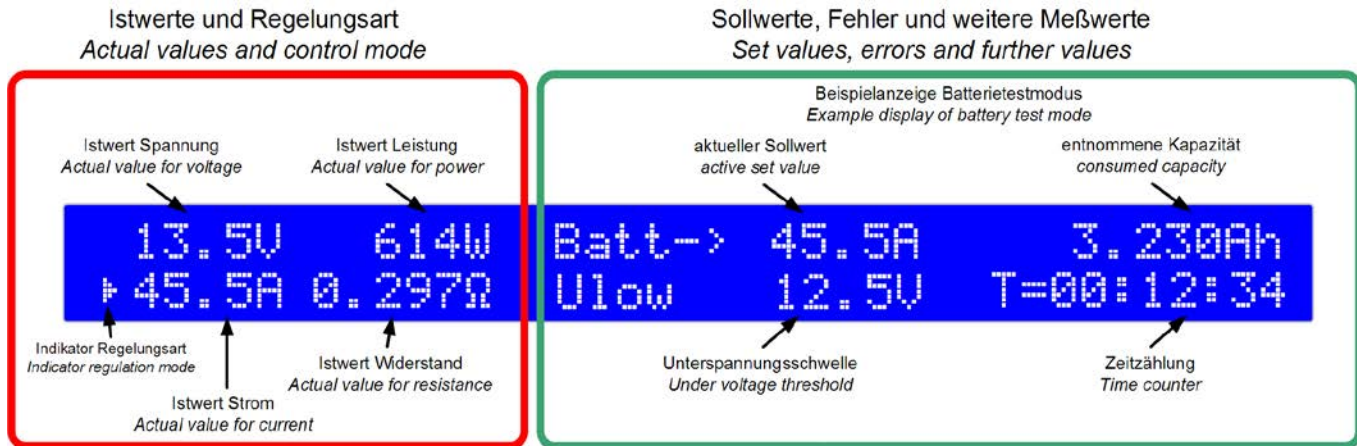 Istwerte und Regelungsart
Actual values and control mode
Sollwerte, Fehler und weitere Meßwerte
Set values, errors and further values
Beispielanzeige Batterietestmodus
Example display of battery test mode
Istwert Spannung
Actual value for voltage
Istwert Leistung
Actual value for power
aktueller Sollwert
active set value
entnommene Kapazität
consumed capacity
13.5V 614W Batt-> 45.5A 3.230Ah
45.5A 0.297Ω Ulow 12.5V T=00:12:34
Indikator Regelungsart
Indicator regulation mode
Istwert Strom
Actual value for current
Istwert Widerstand
Actual value for resistance
Unterspannungsschwelle
Under voltage threshold
Zeitzählung
Time counter